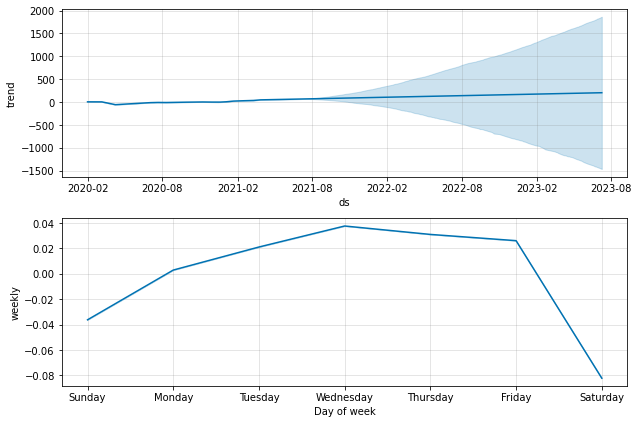 2000
1500
1000
500
0
−500
−1000
−1500
trend
2020-02 2020-08 2021-02 2021-08 2022-02 2022-08 2023-02 2023-08
ds
0.04
0.02
0.00
−0.02
−0.04
−0.06
−0.08
weekly
Sunday Monday Tuesday Wednesday Thursday Friday Saturday
Day of week